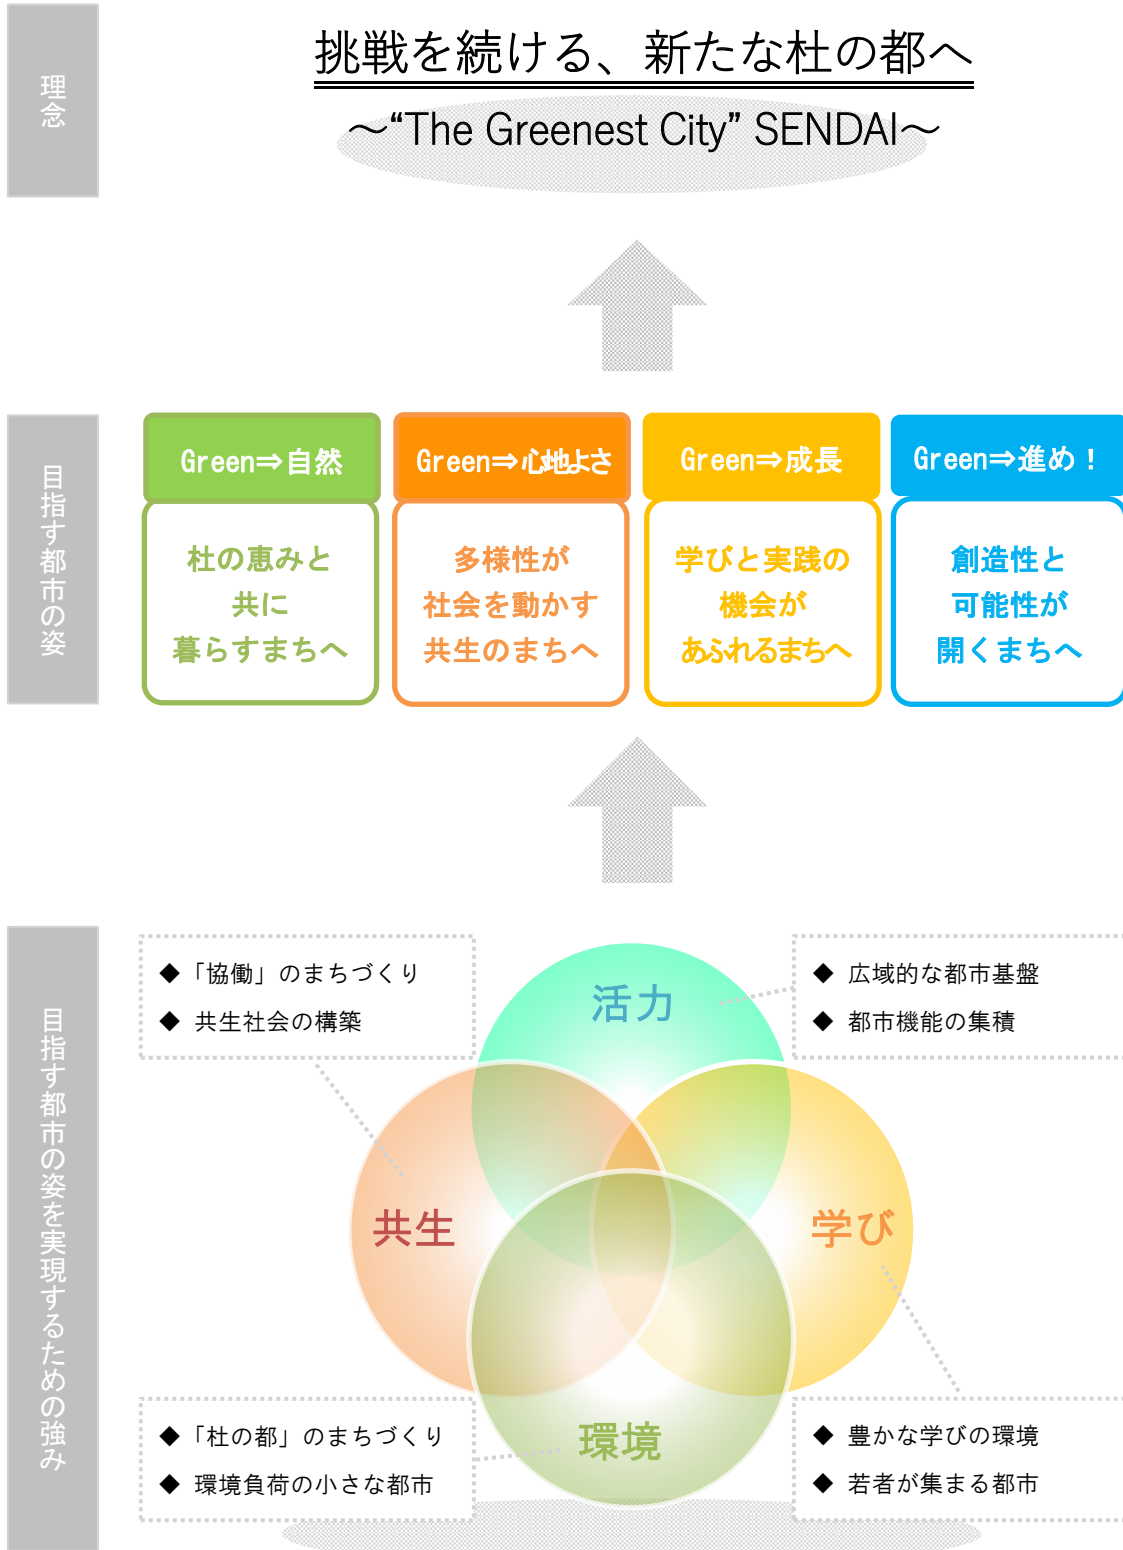 理念
挑戦を続ける、新たな杜の都へ
～“The Greenest City” SENDAI～
目指す都市の姿
Green⇒自然
杜の恵みと
共に
暮らすまちへ
Green⇒心地よさ
多様性が
社会を動かす
共生のまちへ
Green⇒成長
学びと実践の
機会が
あふれるまちへ
Green⇒進め！
創造性と
可能性が
開くまちへ
目指す都市の姿を実現するための強み
◆ 「協働」のまちづくり
◆ 共生社会の構築
◆ 広域的な都市基盤
◆ 都市機能の集積
活力
共生
学び
環境
◆ 「杜の都」のまちづくり
◆ 環境負荷の小さな都市
◆ 豊かな学びの環境
◆ 若者が集まる都市